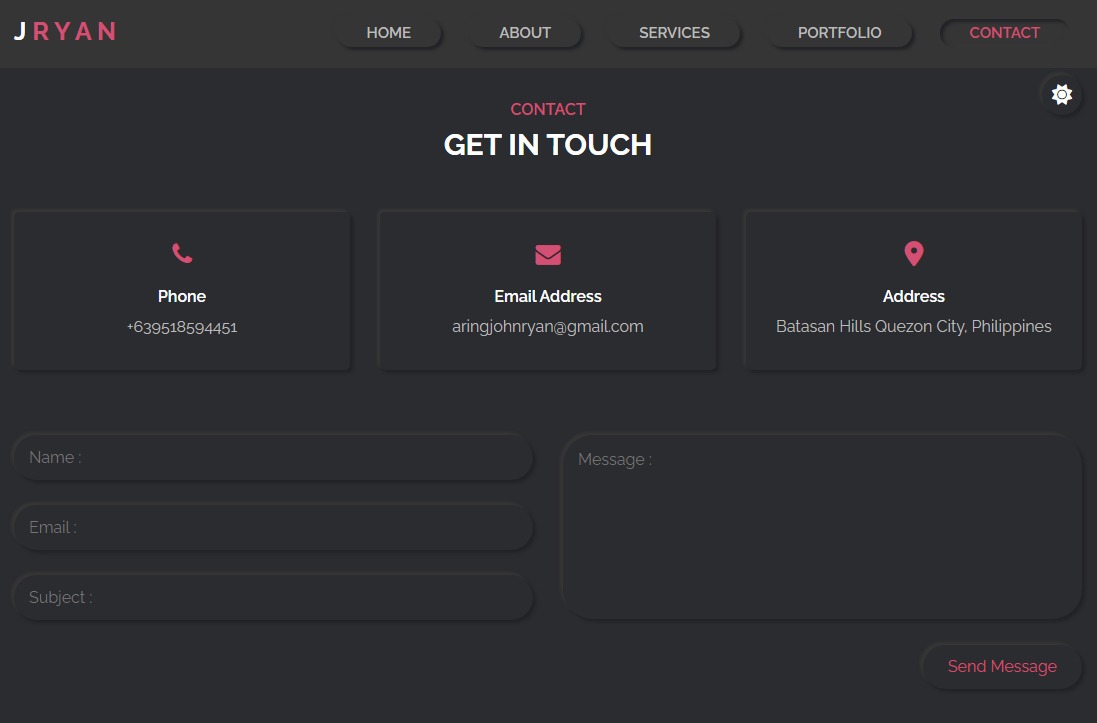 JRYAN
HOME ABOUT SERVICES PORTFOLIO CONTACT
CONTACT
GET IN TOUCH
Phone
+639518594451
Email Address
aringjohnryan@gmail.com
Address
Batasan Hills Quezon City, Philippines
Name :
Email :
Subject :
Message :
Send Message